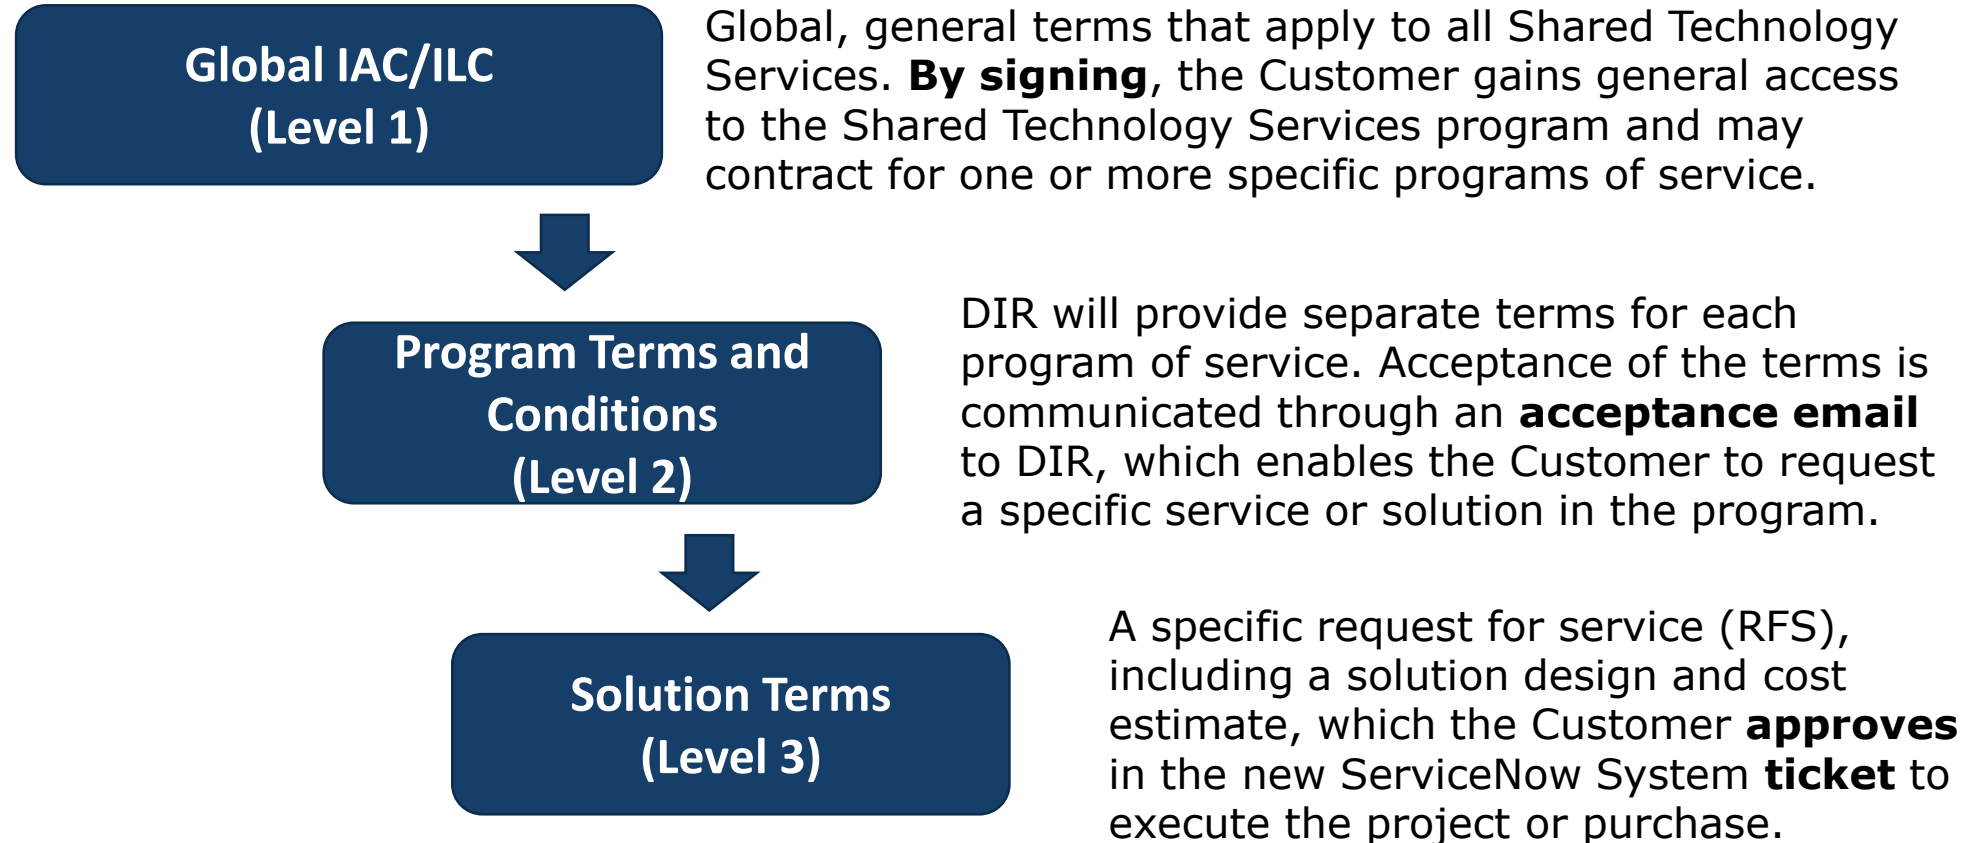 Global IAC/ILC
(Level 1)
Global, general terms that apply to all Shared Technology
Services. By signing, the Customer gains general access
to the Shared Technology Services program and may
contract for one or more specific programs of service.
Program Terms and
Conditions
(Level 2)
DIR will provide separate terms for each
program of service. Acceptance of the terms is
communicated through an acceptance email
to DIR, which enables the Customer to request
a specific service or solution in the program.
Solution Terms
(Level 3)
A specific request for service (RFS),
including a solution design and cost
estimate, which the Customer approves
in the new ServiceNow System ticket to
execute the project or purchase.